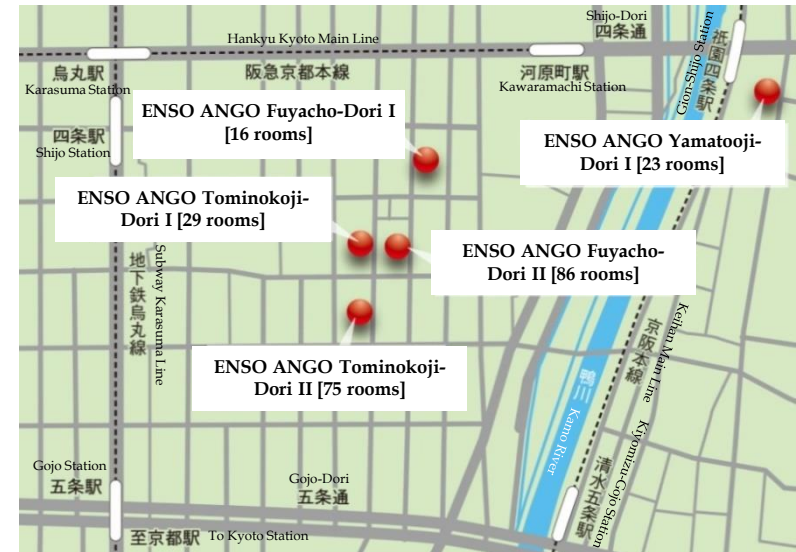 Shijo-Dori
四条通
Hankyu Kyoto Main Line
阪急京都本線
烏丸駅
Karasuma Station
河原町駅
Kawaramachi Station
Gion-Shijo Station
祇園四条駅
四条駅
Shijo Station
ENSO ANGO Fuyacho-Dori I
[16 rooms]
ENSO ANGO Yamatooji-
Dori I [23 rooms]
ENSO ANGO Tominokoji-
Dori I [29 rooms]
ENSO ANGO Fuyacho-
Dori II [86 rooms]
地下鉄烏丸線
Subway Karasuma Line
ENSO ANGO Tominokoji-
Dori II [75 rooms]
京阪本線
Keihan Main Line
鴨川
Kamo River
清水五条駅
Kiyomizu-Gojo Station
Gojo Station
五条駅
Gojo-Dori
五条通
至京都駅 To Kyoto Station